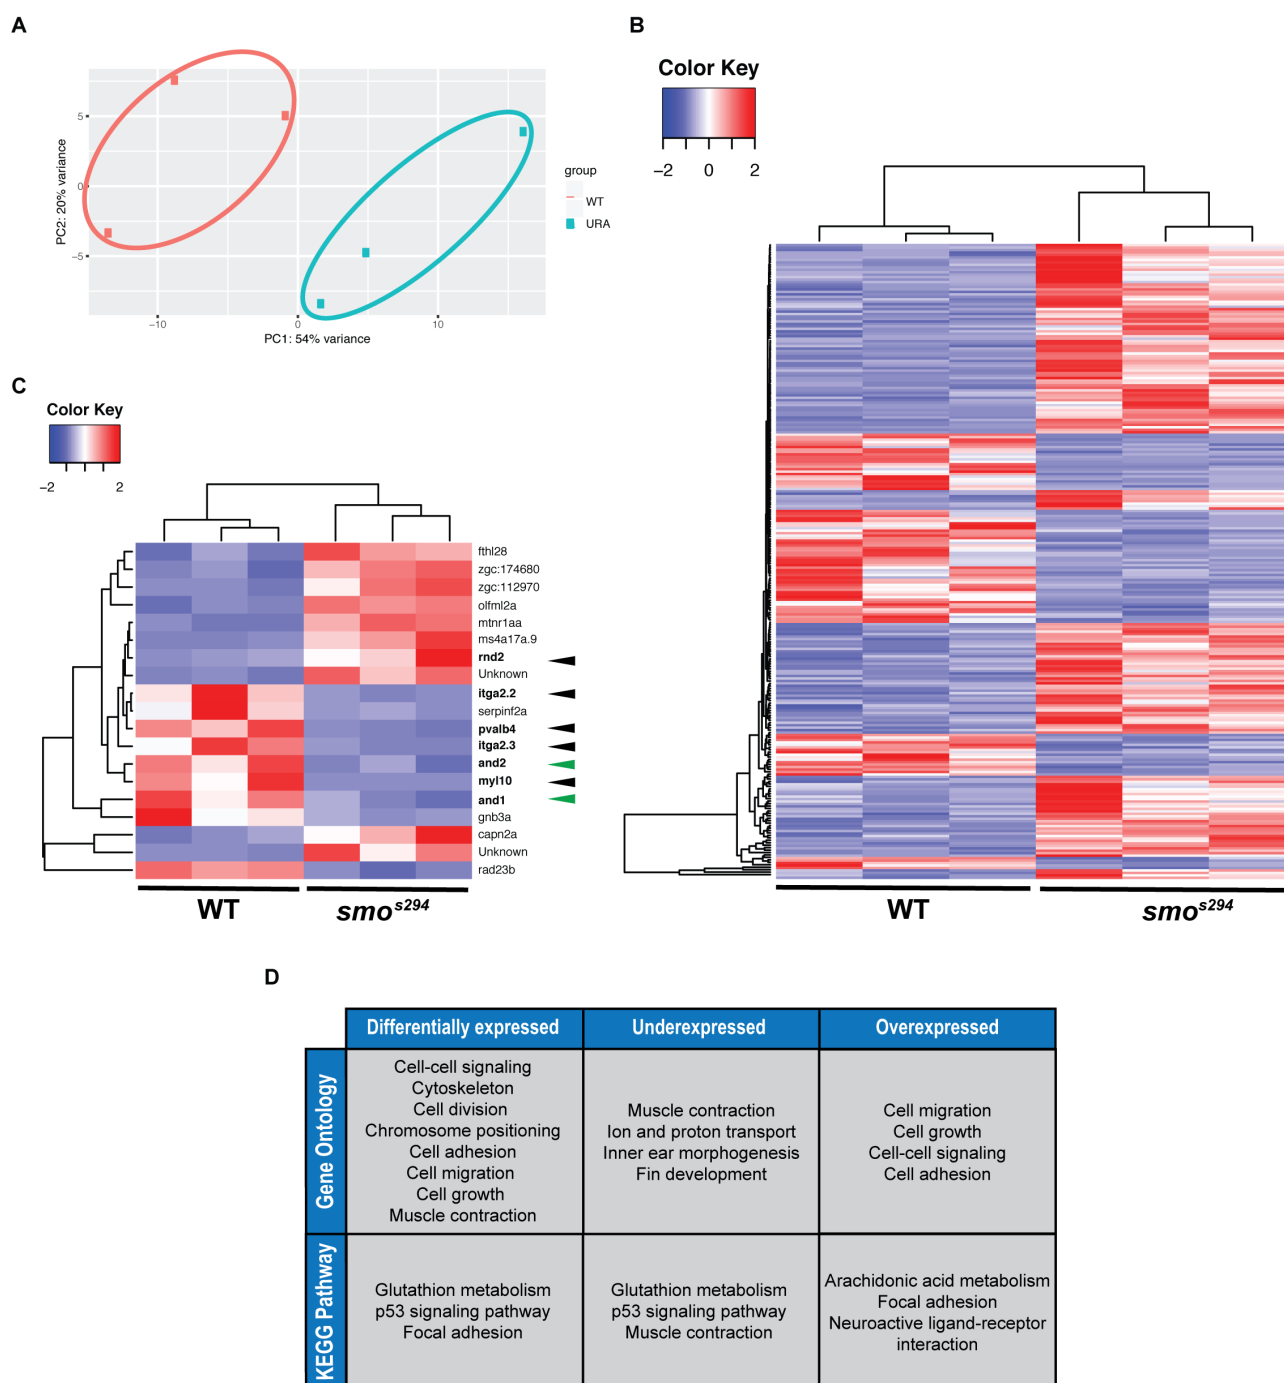 A
5
0
−5
−10
0
10
PC2: 20% variance
PC1: 54% variance
group
WT
URA
B
Color Key
−2
0
2
WT
smo^s294
C
Color Key
−2
2
fthl28
zgc:174680
zgc:112970
olfml2a
mtnr1aa
ms4a17a.9
rnd2
Unknown
itga2.2
serpinf2a
pvalb4
itga2.3
and2
myl10
and1
gnb3a
capn2a
Unknown
rad23b
WT
smo^s294
D
Differentially expressed
Underexpressed
Overexpressed
Gene Ontology
Cell-cell signaling
Cytoskeleton
Cell division
Chromosome positioning
Cell adhesion
Cell migration
Cell growth
Muscle contraction
Muscle contraction
Ion and proton transport
Inner ear morphogenesis
Fin development
Cell migration
Cell growth
Cell-cell signaling
Cell adhesion
KEGG Pathway
Glutathion metabolism
p53 signaling pathway
Focal adhesion
Glutathion metabolism
p53 signaling pathway
Muscle contraction
Arachidonic acid metabolism
Focal adhesion
Neuroactive ligand-receptor
interaction